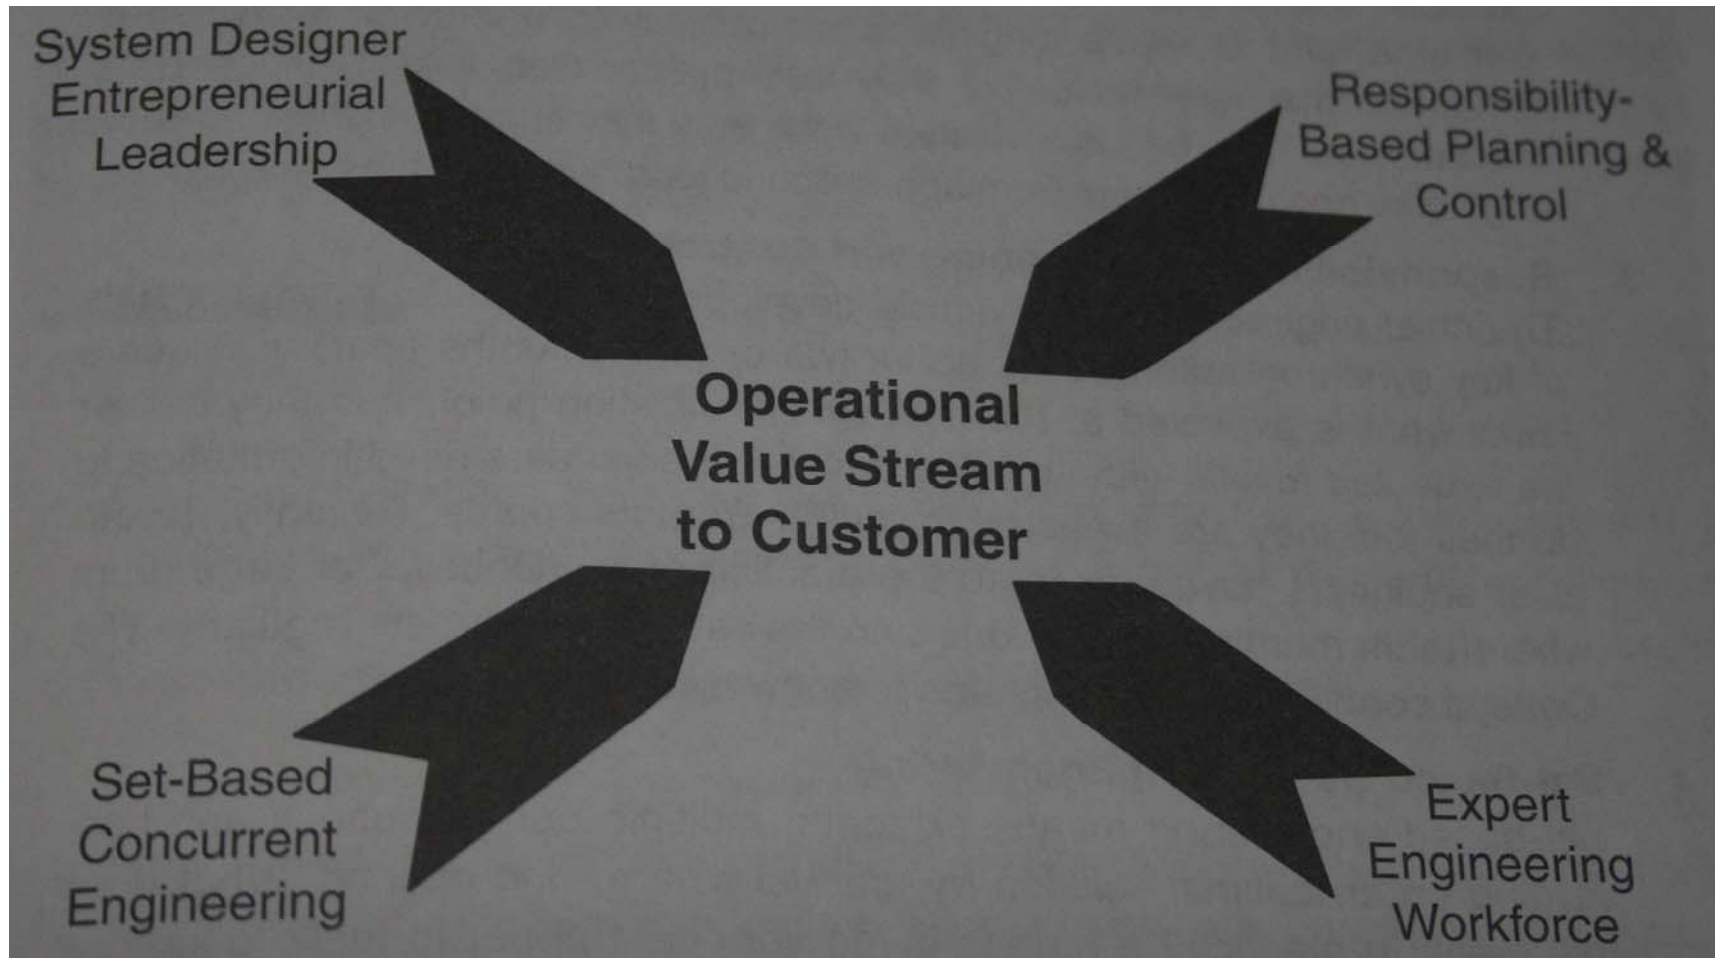 System Designer
Entrepreneurial
Leadership
Responsibility-
Based Planning &
Control
Operational
Value Stream
to Customer
Set-Based
Concurrent
Engineering
Expert
Engineering
Workforce